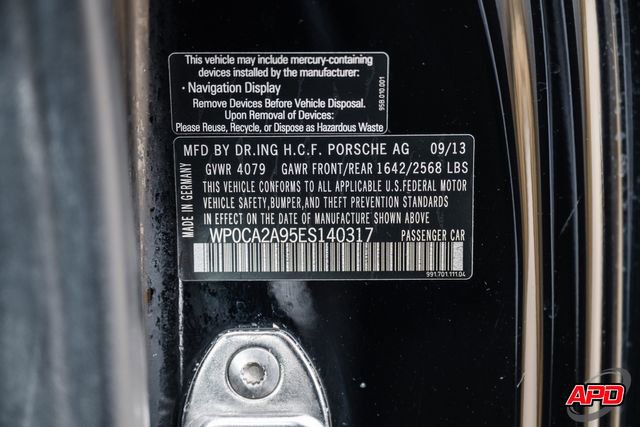 This vehicle may include mercury-containing
devices installed by the manufacturer:
· Navigation Display
Remove Devices Before Vehicle Disposal.
Upon Removal of Devices:
Please Reuse, Recycle, or Dispose as Hazardous Waste
958.010.001
MFD BY DR.ING H.C.F. PORSCHE AG 09/13
GVWR 4079 GAWR FRONT/REAR 1642/2568 LBS
THIS VEHICLE CONFORMS TO ALL APPLICABLE U.S.FEDERAL MOTOR
VEHICLE SAFETY,BUMPER,AND THEFT PREVENTION STANDARDS
IN EFFECT ON THE DATE OF MANUFACTURE SHOWN ABOVE.
WP0CA2A95ES140317 PASSENGER CAR
MADE IN GERMANY
991.701.111.04
APD